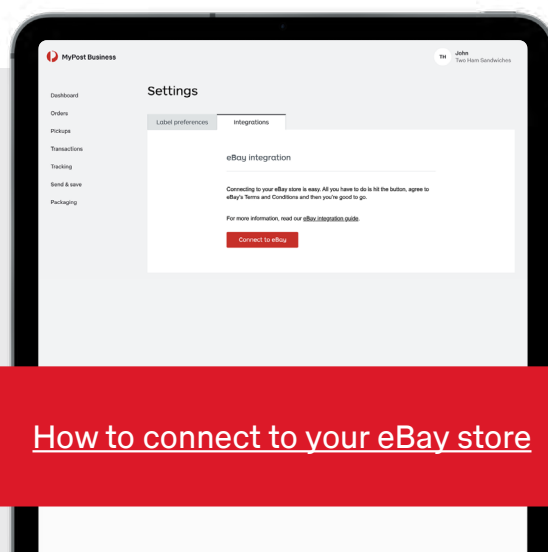 MyPost Business
TH
John
Two Ham Sandwiches
Dashboard
Orders
Pickups
Transactions
Tracking
Send & save
Packaging
Settings
Label preferences
Integrations
eBay integration
Connecting to your eBay store is easy. All you have to do is hit the button, agree to
eBay's Terms and Conditions and then you're good to go.
For more information, read our eBay integration guide.
Connect to eBay
How to connect to your eBay store